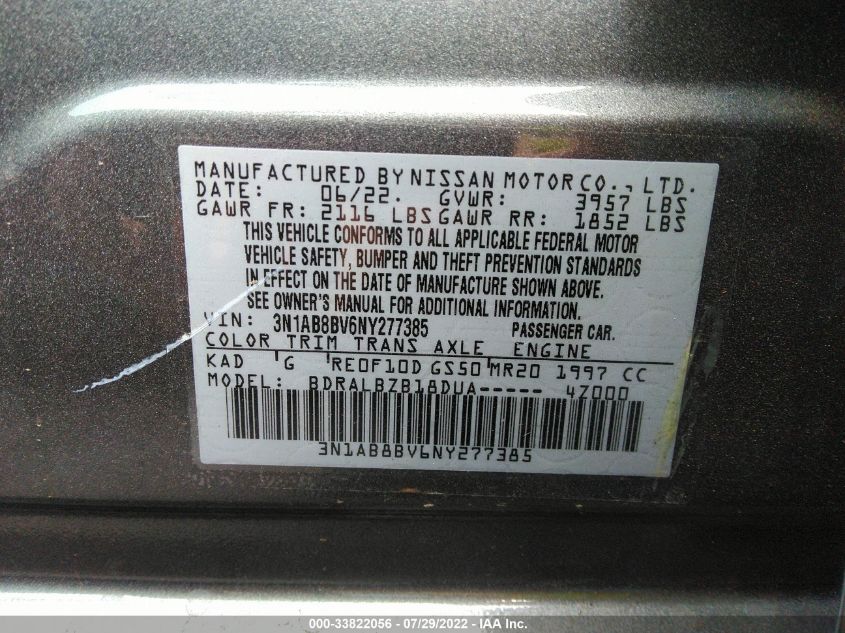 MANUFACTURED BY NISSAN MOTOR CO., LTD.
DATE: 06/22. GVWR: 3957 LBS
GAWR FR: 2116 LBS GAWR RR: 1852 LBS
THIS VEHICLE CONFORMS TO ALL APPLICABLE FEDERAL MOTOR
VEHICLE SAFETY, BUMPER AND THEFT PREVENTION STANDARDS
IN EFFECT ON THE DATE OF MANUFACTURE SHOWN ABOVE.
SEE OWNER'S MANUAL FOR ADDITIONAL INFORMATION.
VIN: 3N1AB8BV6NY277385 PASSENGER CAR.
COLOR TRIM TRANS AXLE ENGINE
KAD G RE0F10D GS50 MR20 1997 CC
MODEL: BDRALBZB18DUA----- 47000
3N1AB8BV6NY277385
000-33822056 - 07/29/2022 - IAA Inc.